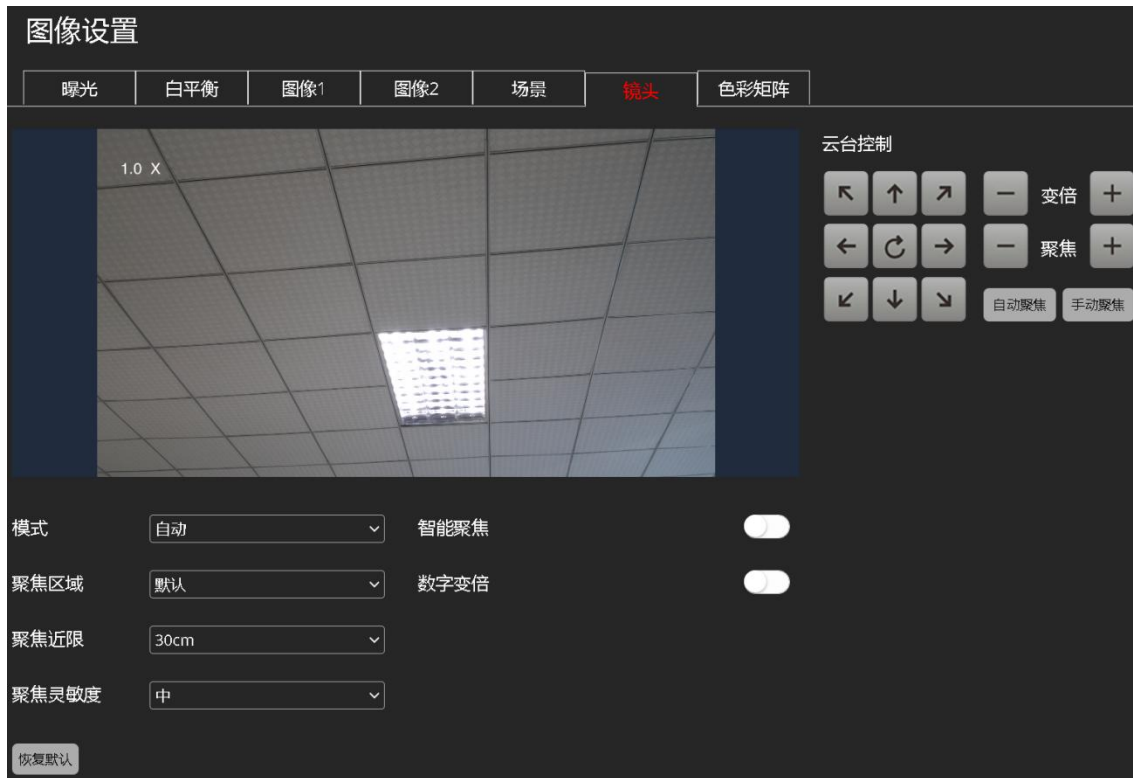 图像设置
曝光 白平衡 图像1 图像2 场景 镜头 色彩矩阵
1.0 X
云台控制
变倍
聚焦
自动聚焦 手动聚焦
模式 自动 智能聚焦
聚焦区域 默认 数字变倍
聚焦近限 30cm
聚焦灵敏度 中
恢复默认